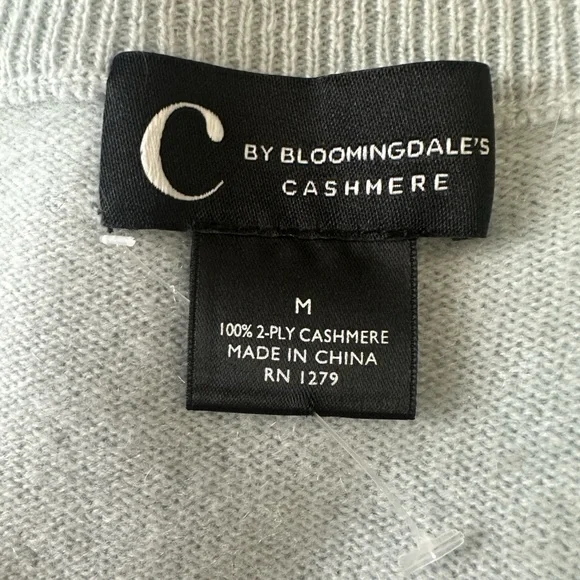 C
BY BLOOMINGDALE'S
CASHMERE
M
100% 2-PLY CASHMERE
MADE IN CHINA
RN 1279